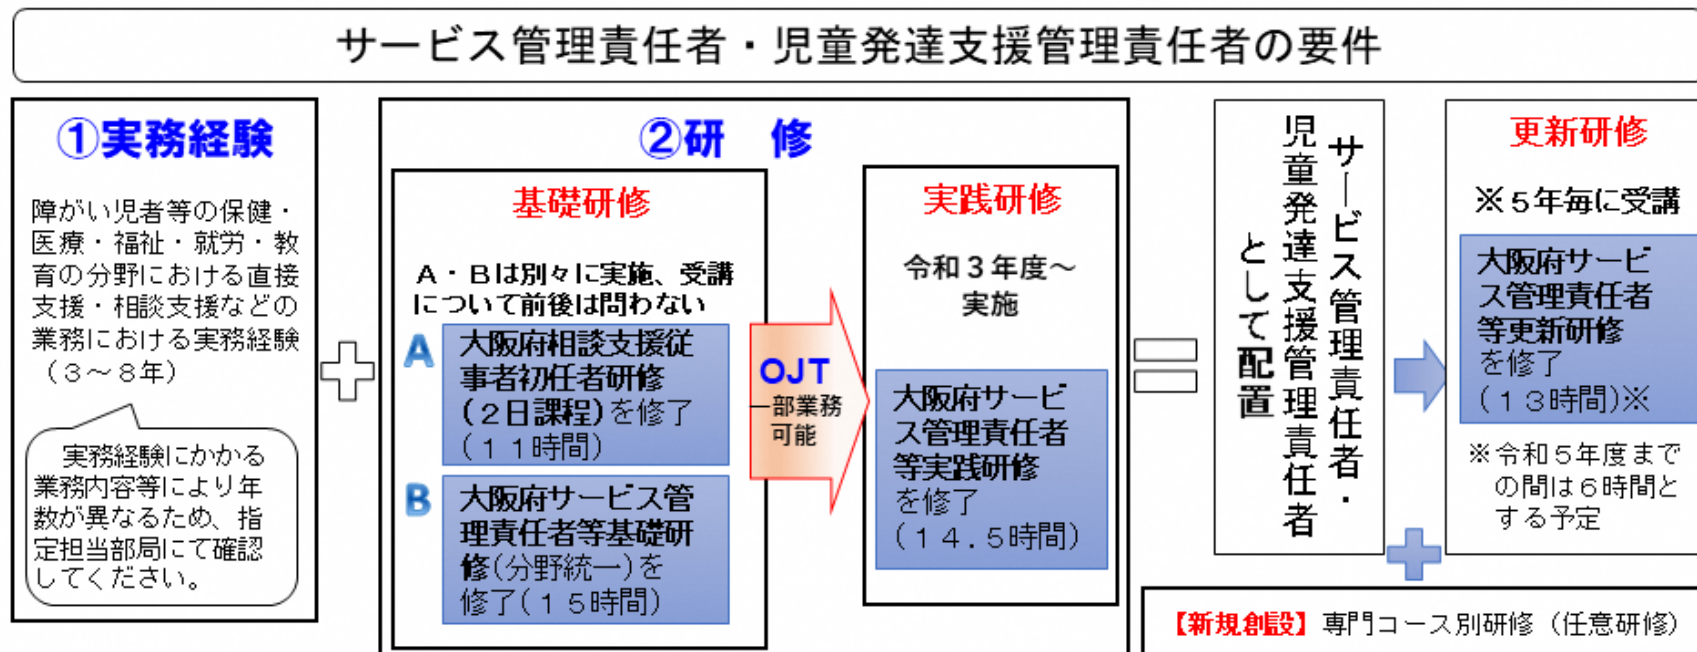 サービス管理責任者・児童発達支援管理責任者の要件
①実務経験
障がい児者等の保健・
医療・福祉・就労・教
育の分野における直接
支援・相談支援などの
業務における実務経験
（３～８年）
実務経験にかかる
業務内容等により年
数が異なるため、指
定担当部局にて確認
してください。
②研　修
基礎研修
Ａ・Ｂは別々に実施、受講
について前後は問わない
A
大阪府相談支援従
事者初任者研修
(２日課程)を修了
(１１時間)
B
大阪府サービス管
理責任者等基礎研
修(分野統一)を
修了(１５時間)
OJT
一部業務
可能
実践研修
令和３年度～
実施
大阪府サービ
ス管理責任者
等実践研修
を修了
(１４.５時間)
サービス管理責任者・
児童発達支援管理責任者
として配置
更新研修
※５年毎に受講
大阪府サービ
ス管理責任者
等更新研修
を修了
(１３時間)※
※令和５年度まで
の間は６時間と
する予定
【新規創設】専門コース別研修（任意研修）